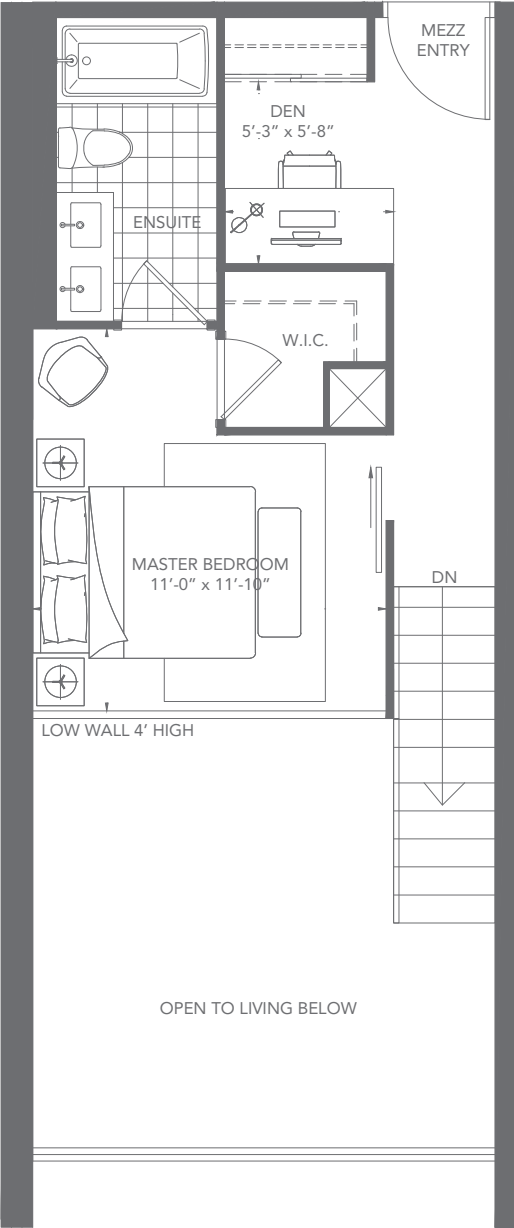 MEZZ
ENTRY
DEN
5’-3” x 5’-8”
ENSUITE
W.I.C.
MASTER BEDROOM
11’-0” x 11’-10”
DN
LOW WALL 4’ HIGH
OPEN TO LIVING BELOW